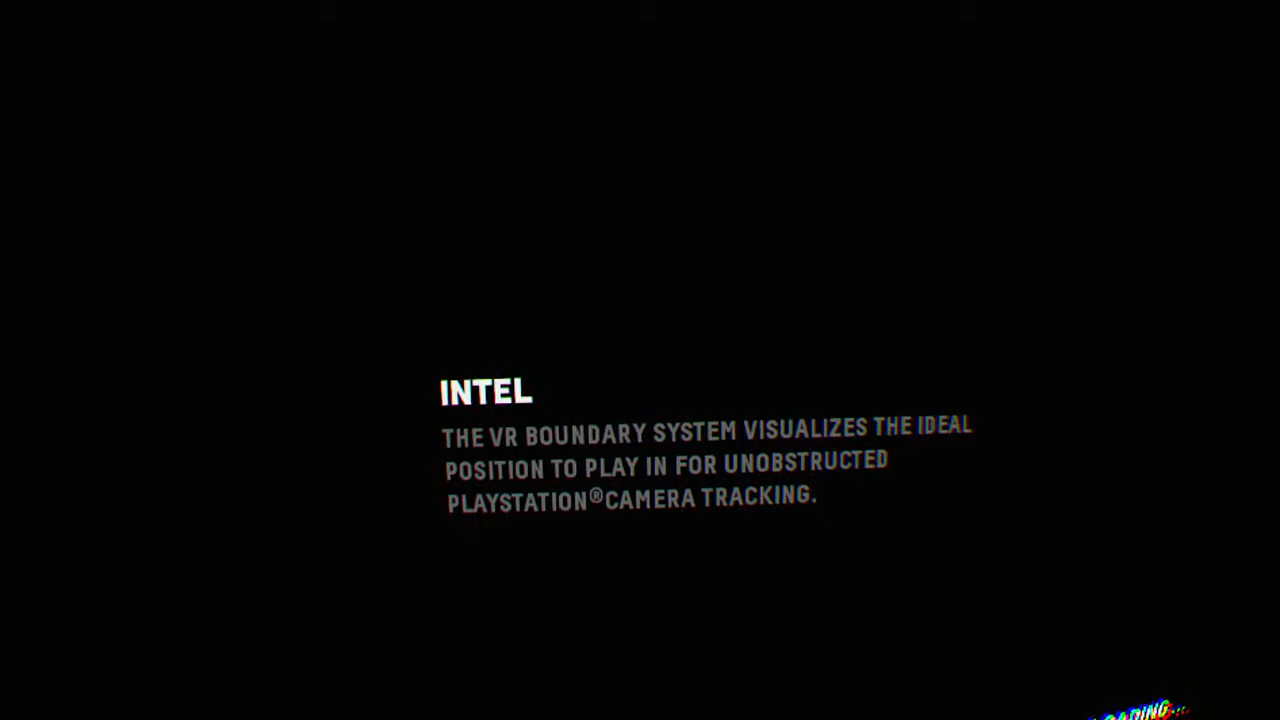 INTEL
THE VR BOUNDARY SYSTEM VISUALIZES THE IDEAL
POSITION TO PLAY IN FOR UNOBSTRUCTED
PLAYSTATION®CAMERA TRACKING.